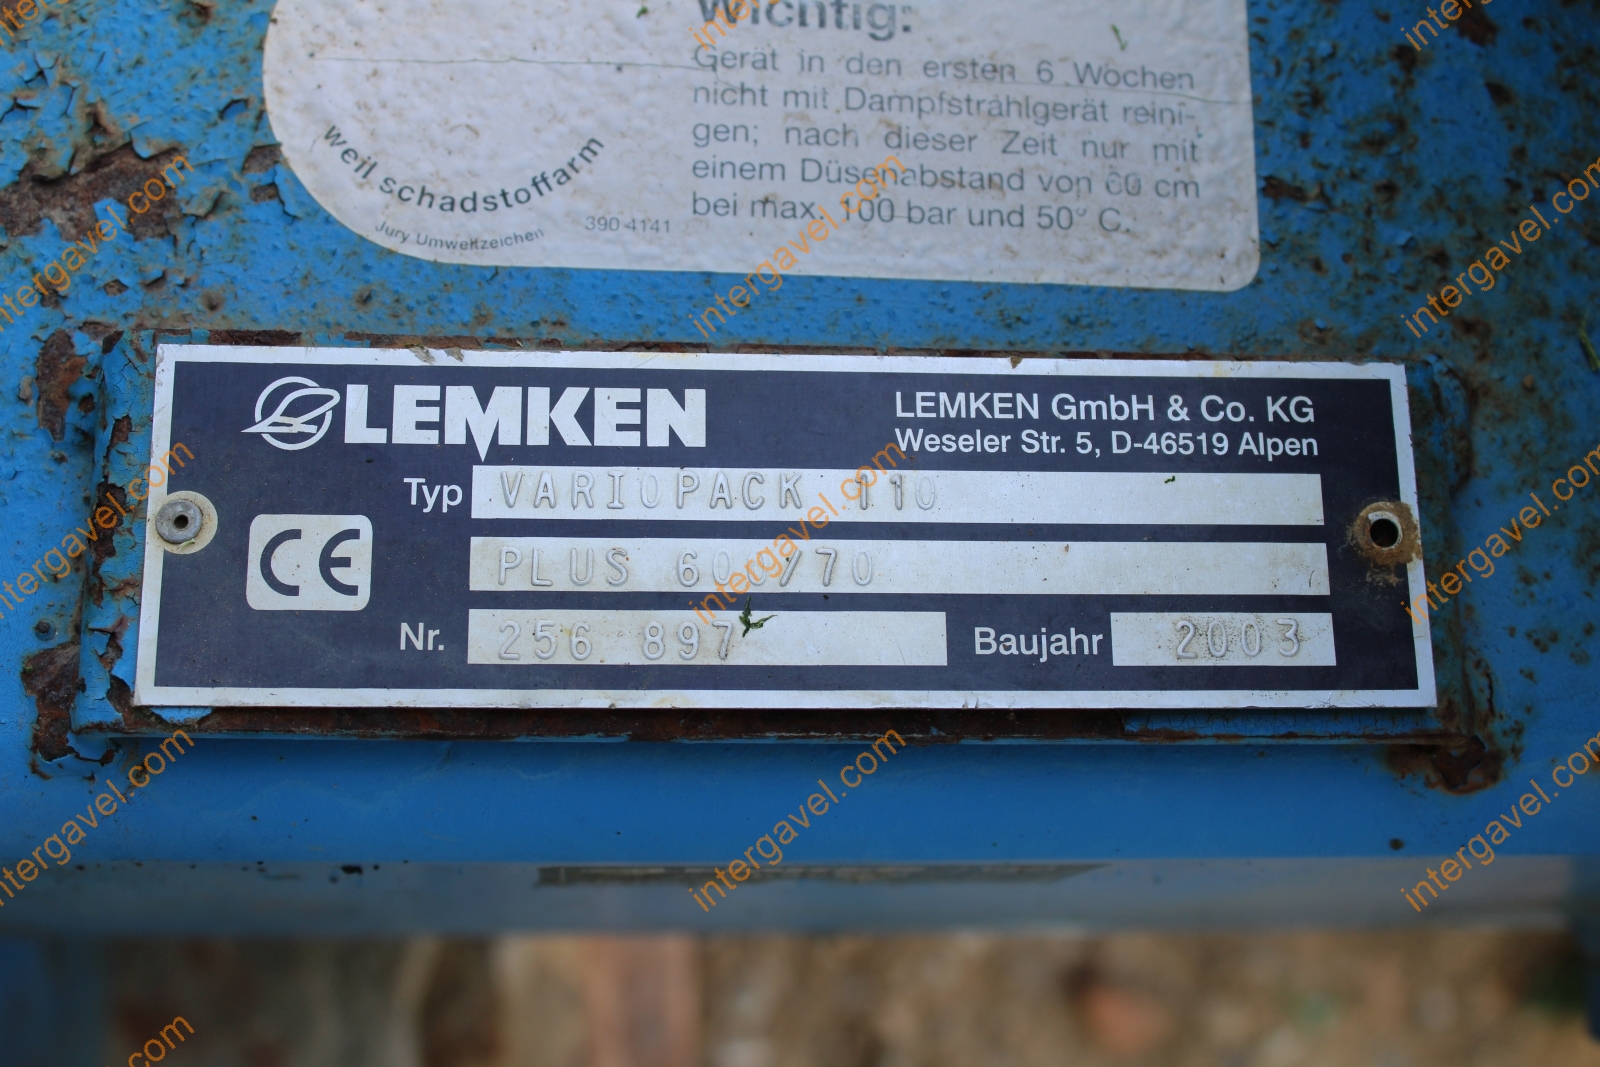 Wichtig:
Gerät in den ersten 6 Wochen
nicht mit Dampfstrahlgerät reini-
gen; nach dieser Zeit nur mit
einem Düsenabstand von 60 cm
bei max. 100 bar und 50° C.
weil schadstoffarm
Jury Umweltzeichen
390 4141
LEMKEN
LEMKEN GmbH & Co. KG
Weseler Str. 5, D-46519 Alpen
Typ VARIOPACK 110
CE
PLUS 600/70
Nr. 256 897 Baujahr 2003
intergavel.com